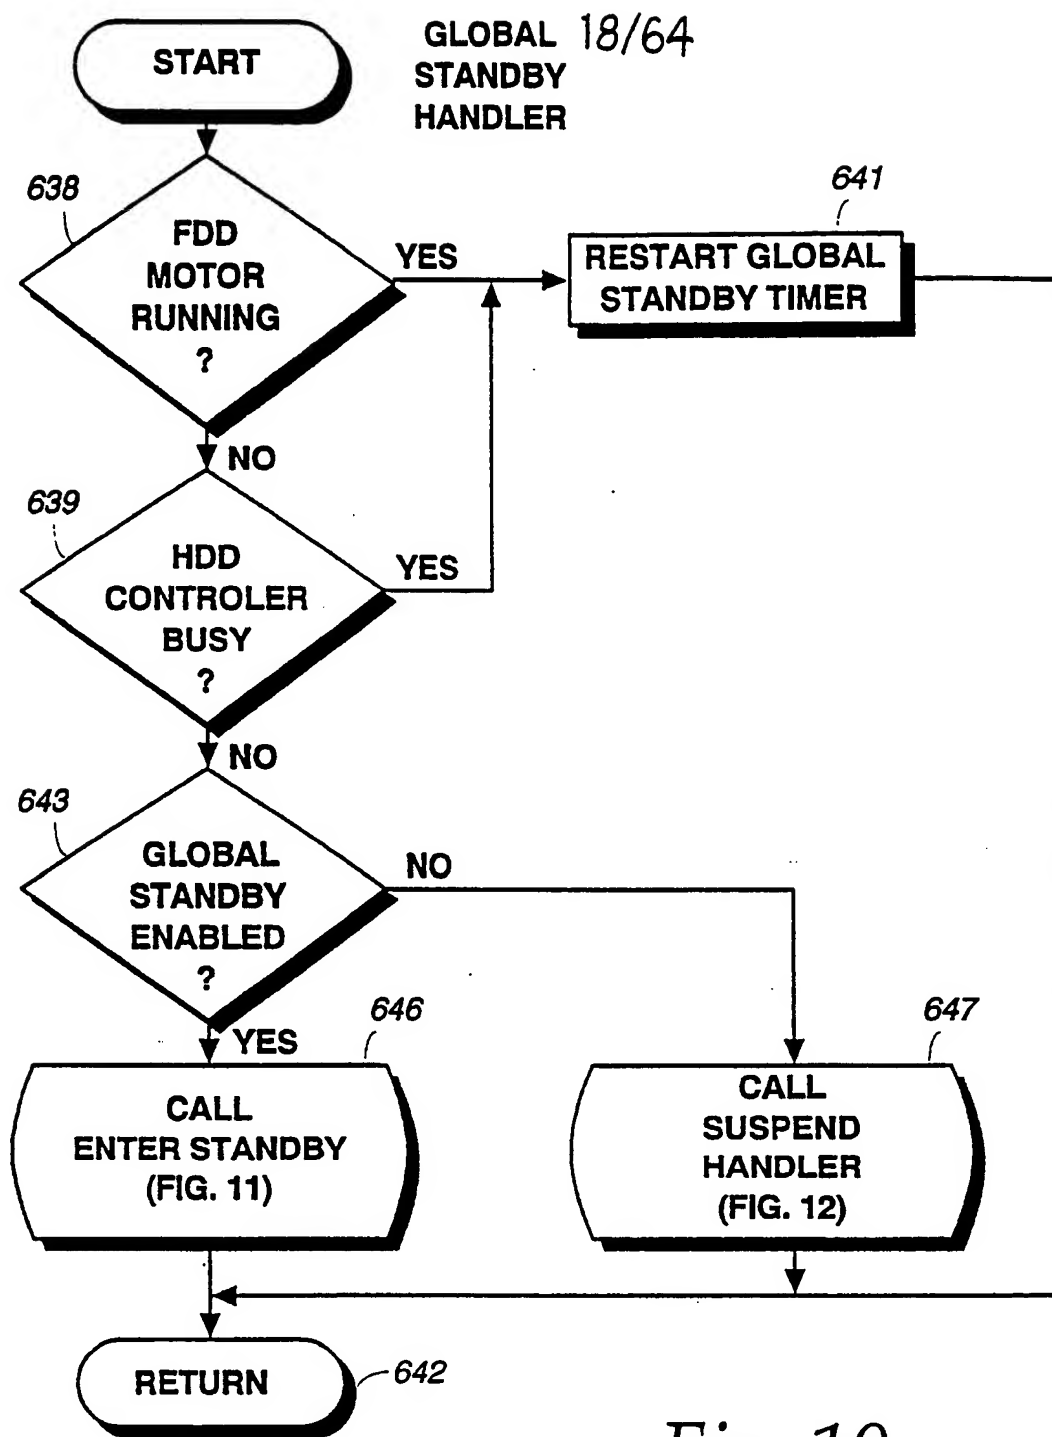 START
GLOBAL 18/64
STANDBY
HANDLER
638
FDD
MOTOR
RUNNING
?
YES
641
RESTART GLOBAL
STANDBY TIMER
NO
639
HDD
CONTROLER
BUSY
?
YES
NO
643
GLOBAL
STANDBY
ENABLED
?
NO
YES
646
CALL
ENTER STANDBY
(FIG. 11)
647
CALL
SUSPEND
HANDLER
(FIG. 12)
RETURN
642
Fig. 10